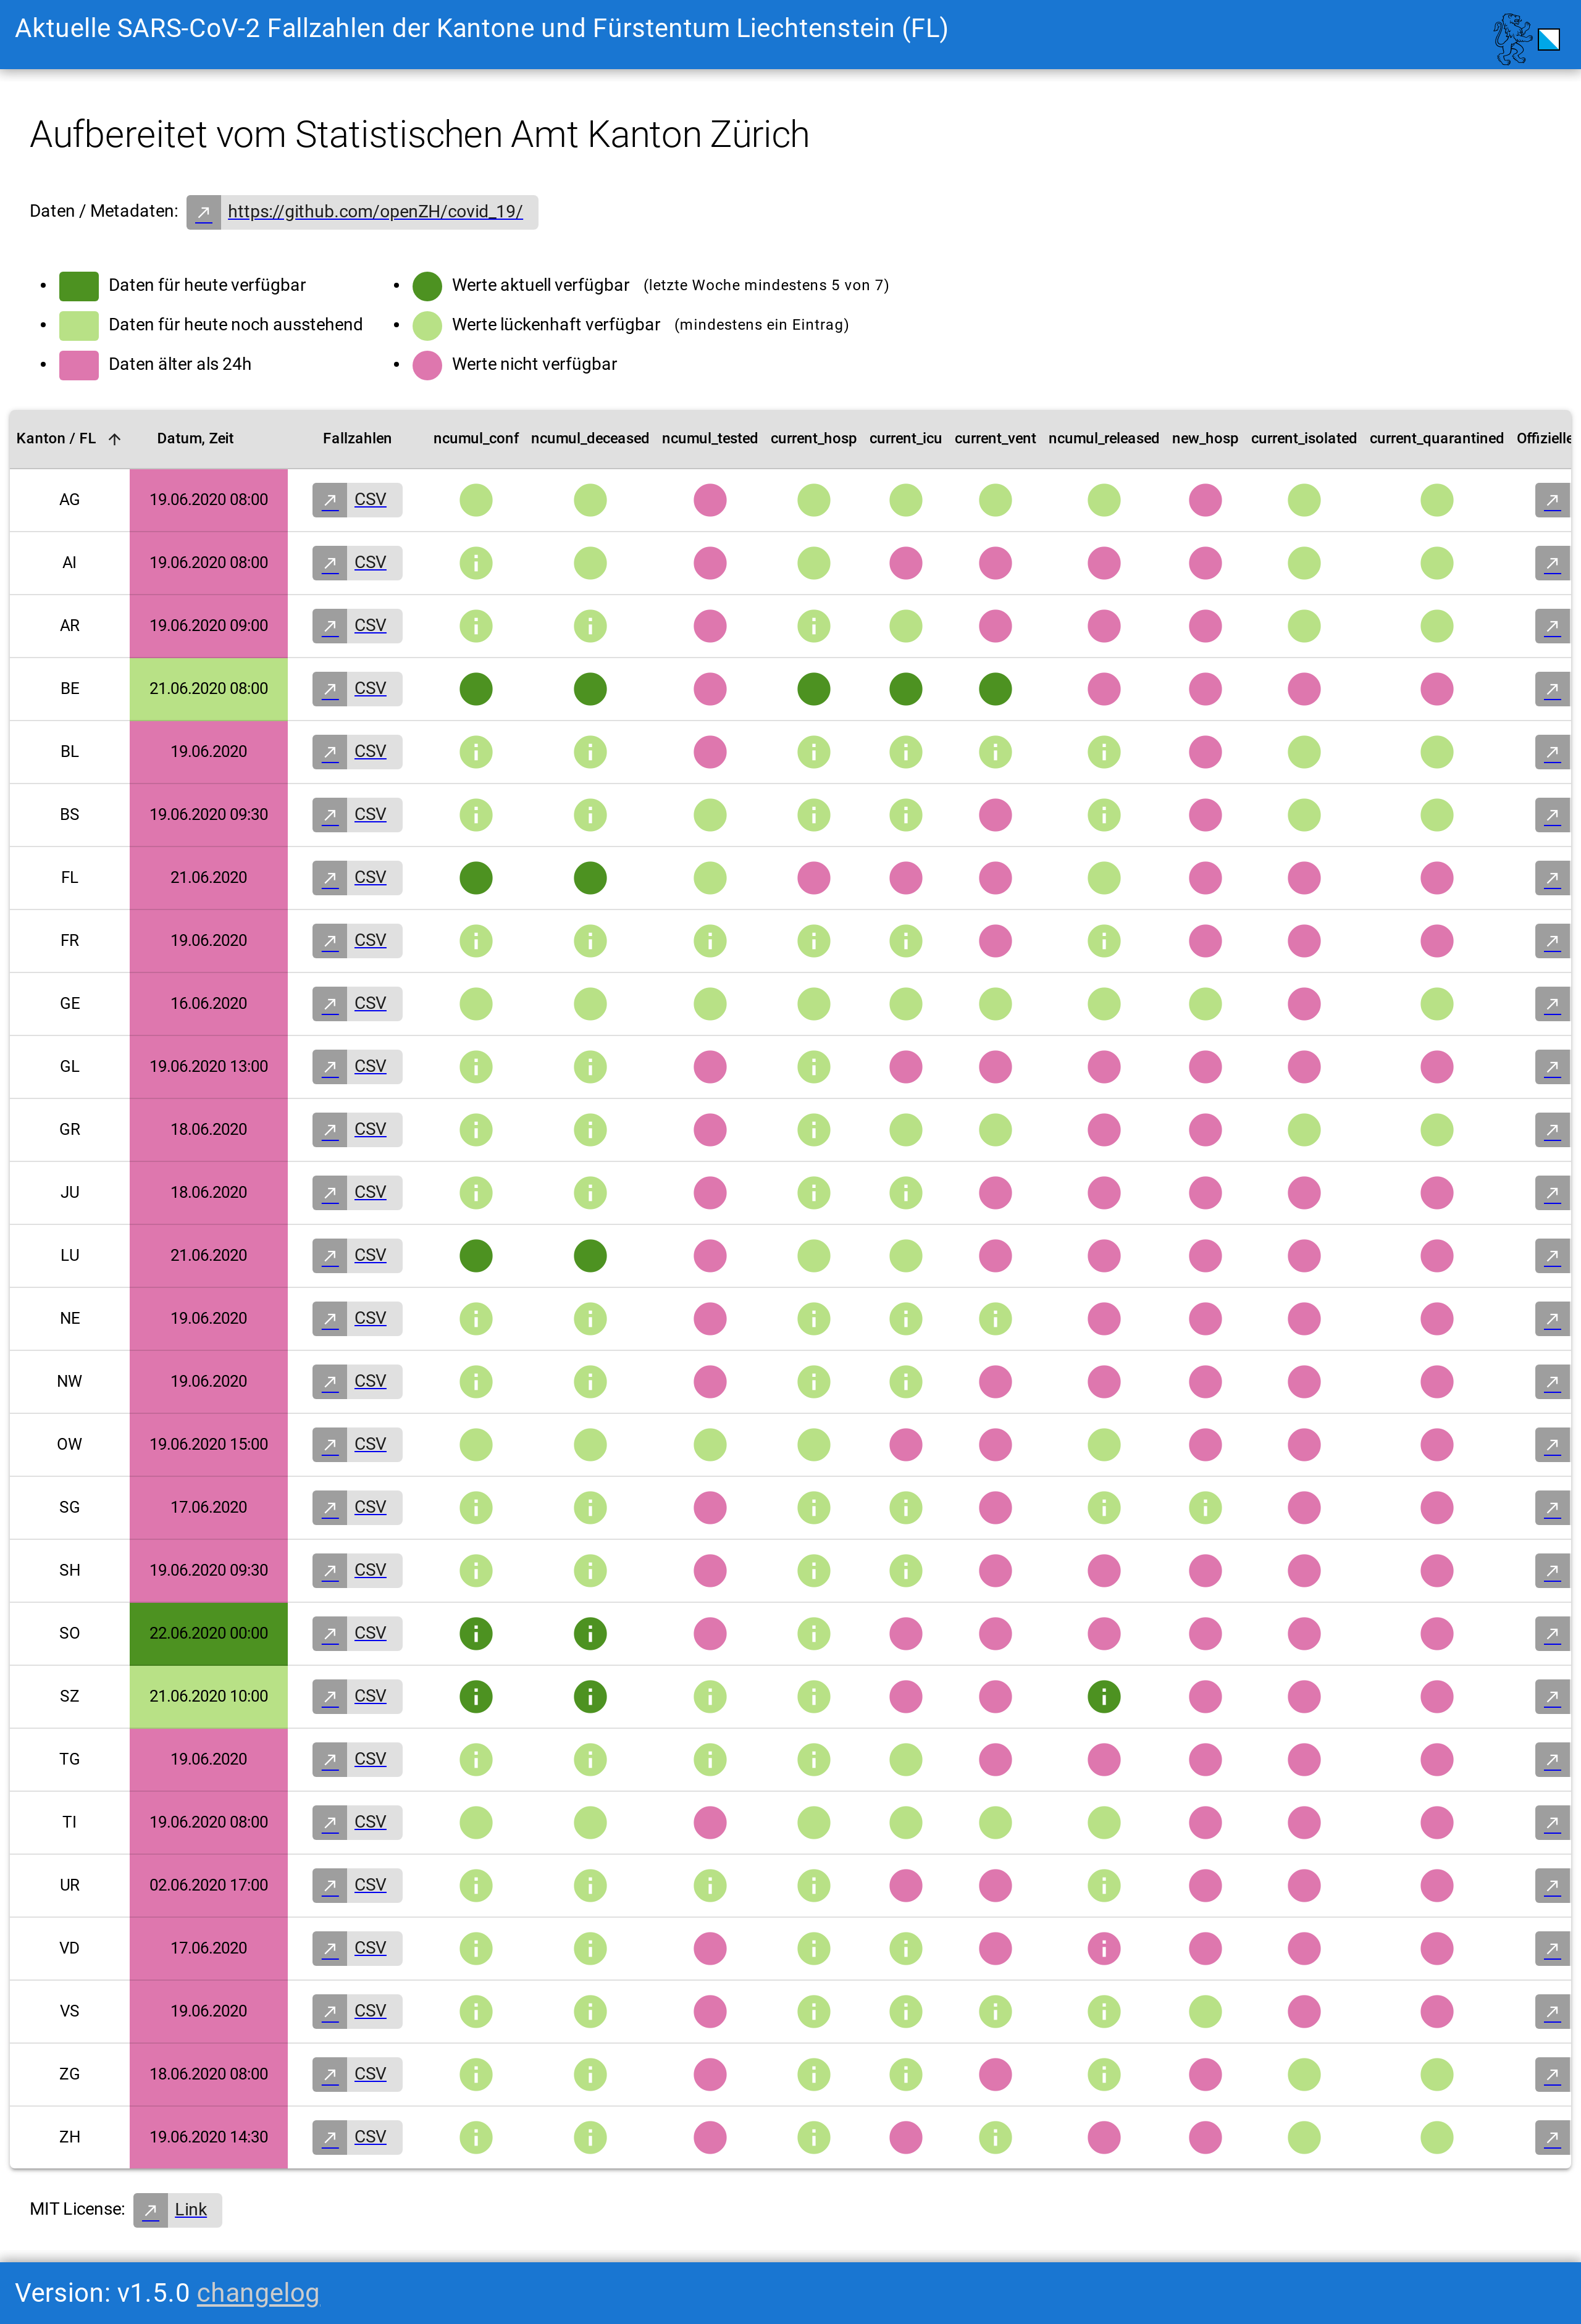 Aktuelle SARS-CoV-2 Fallzahlen der Kantone und Fürstentum Liechtenstein (FL)
Aufbereitet vom Statistischen Amt Kanton Zürich
Daten / Metadaten: https://github.com/openZH/covid_19/
Daten für heute verfügbar
Daten für heute noch ausstehend
Daten älter als 24h
Werte aktuell verfügbar (letzte Woche mindestens 5 von 7)
Werte lückenhaft verfügbar (mindestens ein Eintrag)
Werte nicht verfügbar
Kanton / FL Datum, Zeit Fallzahlen ncumul_conf ncumul_deceased ncumul_tested current_hosp current_icu current_vent ncumul_released new_hosp current_isolated current_quarantined Offizielle
AG 19.06.2020 08:00 CSV
AI 19.06.2020 08:00 CSV
AR 19.06.2020 09:00 CSV
BE 21.06.2020 08:00 CSV
BL 19.06.2020 CSV
BS 19.06.2020 09:30 CSV
FL 21.06.2020 CSV
FR 19.06.2020 CSV
GE 16.06.2020 CSV
GL 19.06.2020 13:00 CSV
GR 18.06.2020 CSV
JU 18.06.2020 CSV
LU 21.06.2020 CSV
NE 19.06.2020 CSV
NW 19.06.2020 CSV
OW 19.06.2020 15:00 CSV
SG 17.06.2020 CSV
SH 19.06.2020 09:30 CSV
SO 22.06.2020 00:00 CSV
SZ 21.06.2020 10:00 CSV
TG 19.06.2020 CSV
TI 19.06.2020 08:00 CSV
UR 02.06.2020 17:00 CSV
VD 17.06.2020 CSV
VS 19.06.2020 CSV
ZG 18.06.2020 08:00 CSV
ZH 19.06.2020 14:30 CSV
MIT License: Link
Version: v1.5.0 changelog